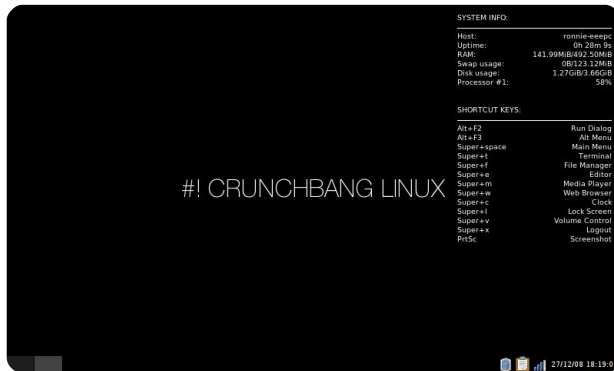 SYSTEM INFO:
Host: ronnie-eeepc
Uptime: 0h 28m 9s
RAM: 141.99MiB/492.50MiB
Swap usage: 0B/123.12MiB
Disk usage: 1.27GiB/3.66GiB
Processor #1: 58%
SHORTCUT KEYS:
Alt+F2 Run Dialog
Alt+F3 Alt Menu
Super+space Main Menu
Super+t Terminal
Super+f File Manager
Super+e Editor
Super+m Media Player
Super+w Web Browser
Super+c Clock
Super+l Lock Screen
Super+v Volume Control
Super+x Logout
PrtSc Screenshot
#! CRUNCHBANG LINUX
27/12/08 18:19:0